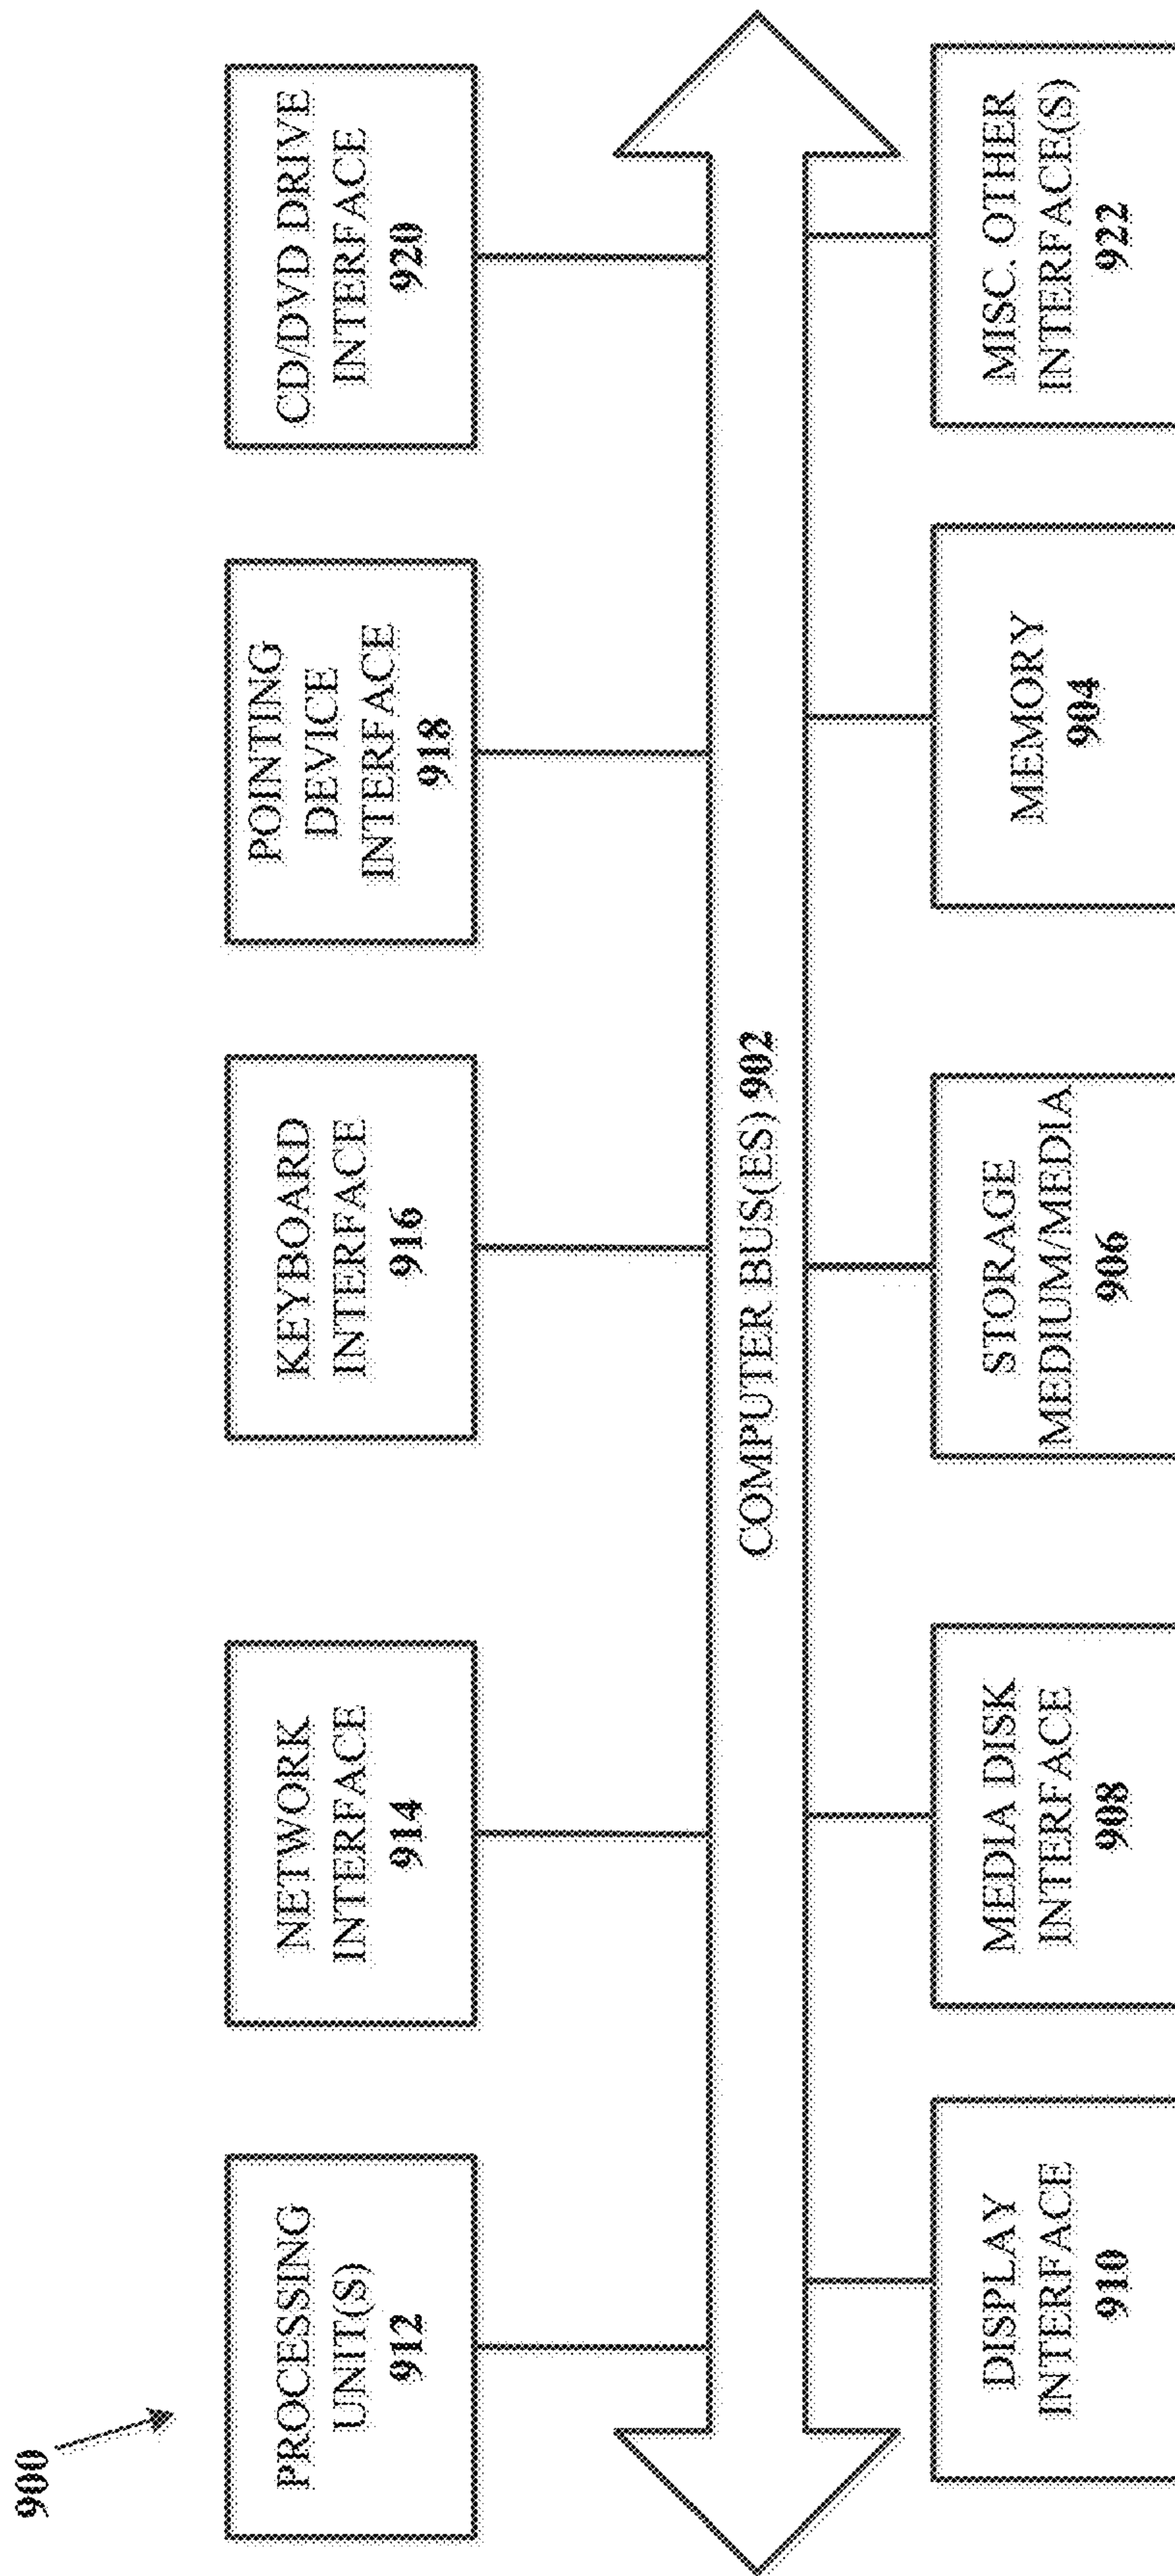 900
PROCESSING
UNIT(S)
912
NETWORK
INTERFACE
914
KEYBOARD
INTERFACE
916
POINTING
DEVICE
INTERFACE
918
CD/DVD DRIVE
INTERFACE
920
COMPUTER BUS(ES) 902
DISPLAY
INTERFACE
910
MEDIA DISK
INTERFACE
908
STORAGE
MEDIUM/MEDIA
906
MEMORY
904
MISC. OTHER
INTERFACE(S)
922